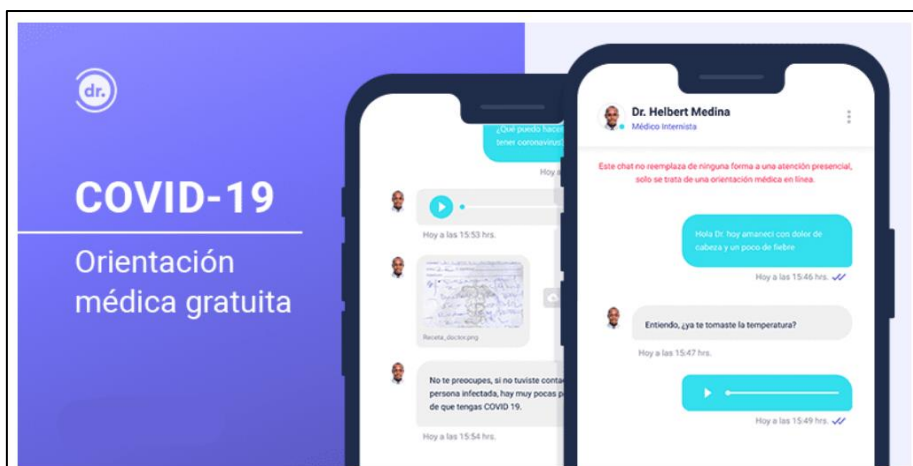 dr.
COVID-19
Orientación
médica gratuita
¿Qué puedo hacer
tener coronavirus
Hoy a
Hoy a las 15:53 hrs.
Receta_doctor.png
No te preocupes, si no tuviste conta
persona infectada, hay muy pocas p
de que tengas COVID 19.
Hoy a las 15:54 hrs.
Dr. Helbert Medina
Médico Internista
Este chat no reemplaza de ninguna forma a una atención presencial,
solo se trata de una orientación médica en línea.
Hola Dr. hoy amanecí con dolor de
cabeza y un poco de fiebre
Hoy a las 15:46 hrs.
Entiendo, ¿ya te tomaste la temperatura?
Hoy a las 15:47 hrs.
Hoy a las 15:49 hrs.